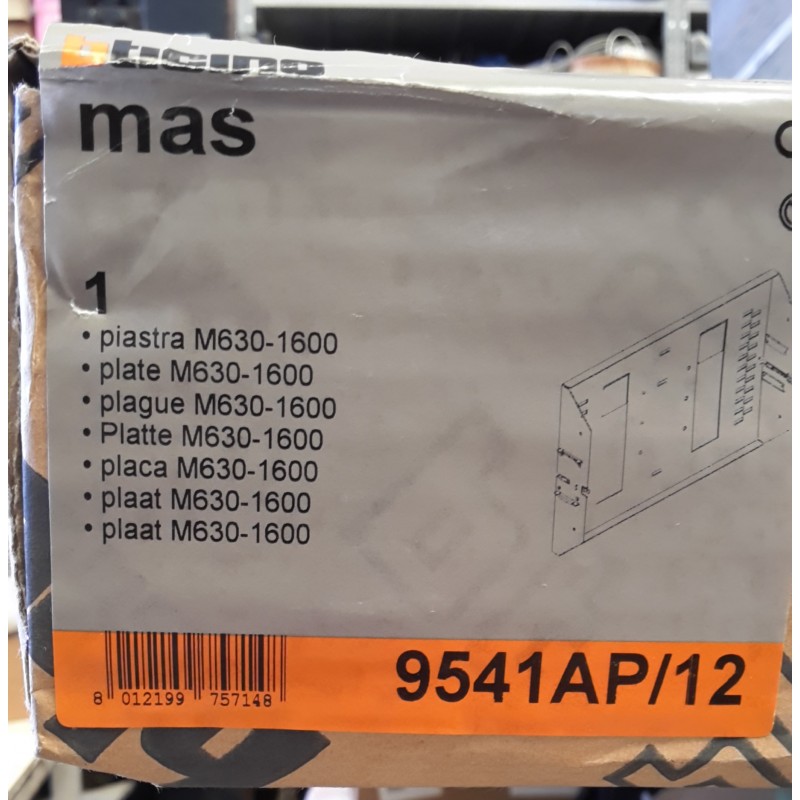 bticino
mas
1
• piastra M630-1600
• plate M630-1600
• plague M630-1600
• Platte M630-1600
• placa M630-1600
• plaat M630-1600
• plaat M630-1600
8 012199 757148
9541AP/12